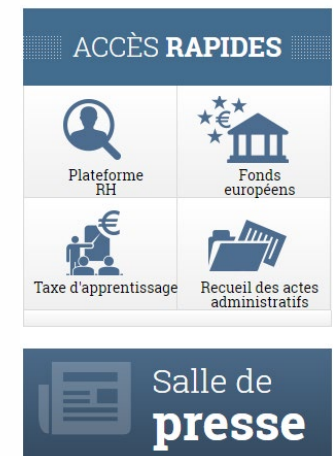 ACCÈS RAPIDES
Plateforme
RH
Fonds
européens
Taxe d'apprentissage
Recueil des actes
administratifs
Salle de
presse